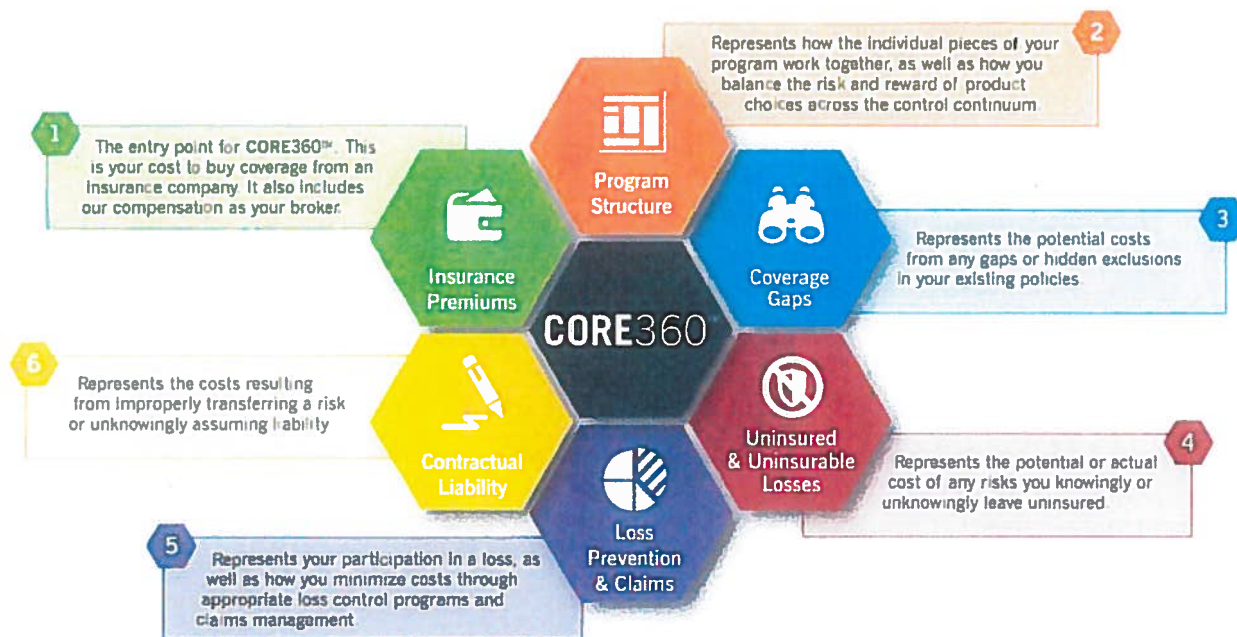 1
The entry point for CORE360™. This
is your cost to buy coverage from an
insurance company. It also includes
our compensation as your broker.
Insurance
Premiums
2
Represents how the individual pieces of your
program work together, as well as how you
balance the risk and reward of product
choices across the control continuum
Program
Structure
3
Represents the potential costs
from any gaps or hidden exclusions
in your existing policies
Coverage
Gaps
CORE360
4
Represents the potential or actual
cost of any risks you knowingly or
unknowingly leave uninsured
Uninsured
& Uninsurable
Losses
5
Represents your participation in a loss, as
well as how you minimize costs through
appropriate loss control programs and
claims management
Loss
Prevention
& Claims
6
Represents the costs resulting
from improperly transferring a risk
or unknowingly assuming liability
Contractual
Liability